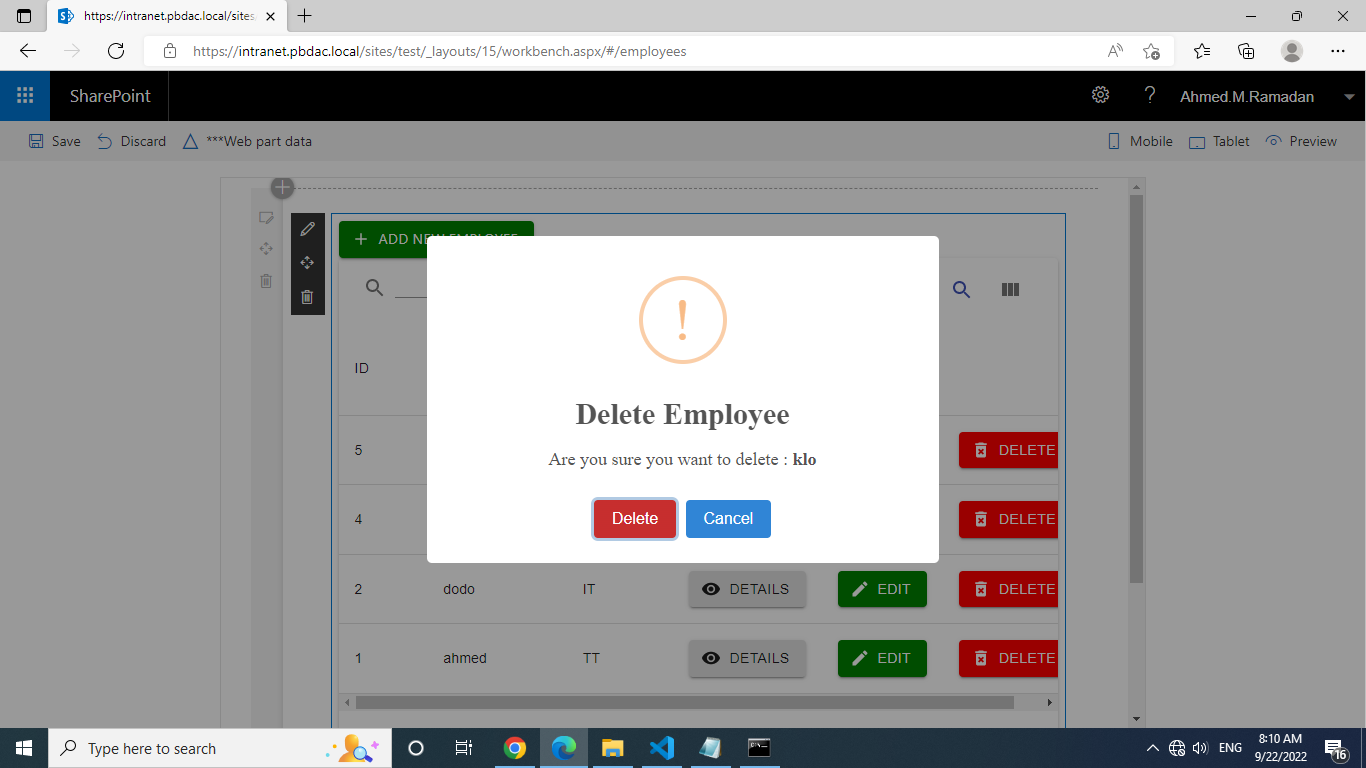 https://intranet.pbdac.local/sites
https://intranet.pbdac.local/sites/test/_layouts/15/workbench.aspx/#/employees
SharePoint
? Ahmed.M.Ramadan
Save Discard ***Web part data Mobile Tablet Preview
ADD NEW EMPLOYEE
!
ID
Delete Employee
5 DELETE
Are you sure you want to delete : klo
4 DELETE
Delete Cancel
2 dodo IT DETAILS EDIT DELETE
1 ahmed TT DETAILS EDIT DELETE
Type here to search
ENG
8:10 AM
9/22/2022
16